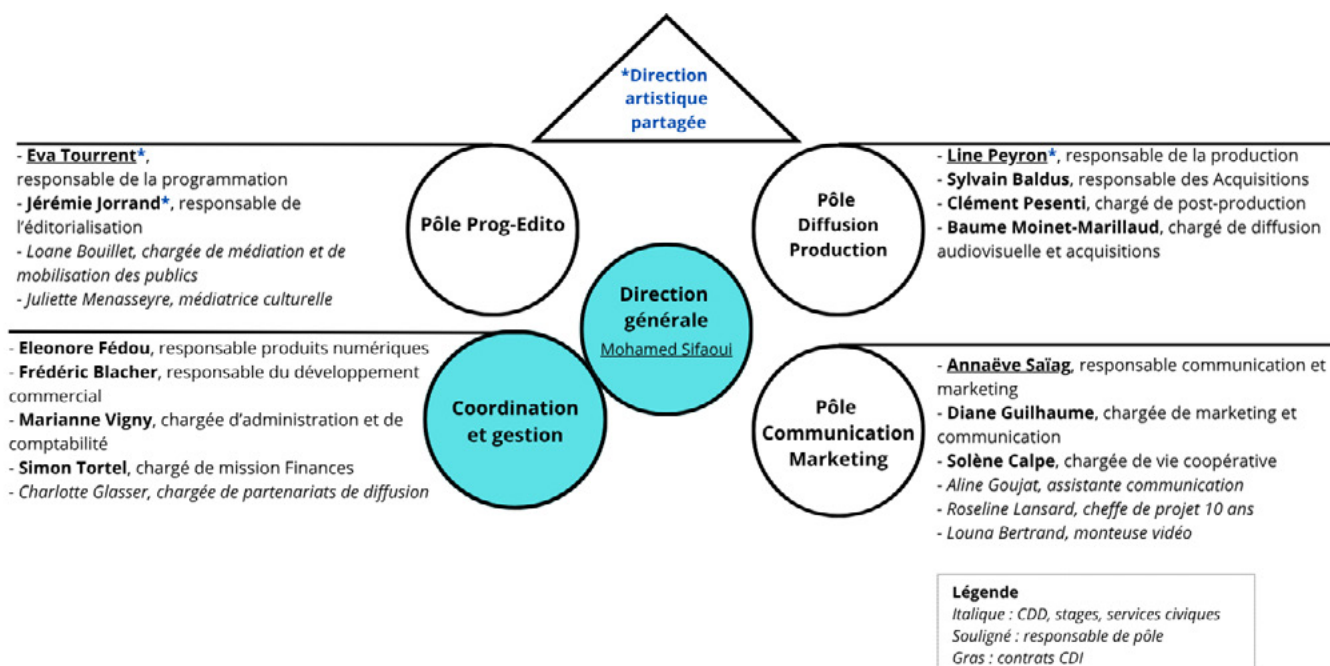 *Direction
artistique
partagée
- Eva Tourrent*,
responsable de la programmation
- Jérémie Jorrand*, responsable de
l'éditorialisation
- Loane Bouillet, chargée de médiation et de
mobilisation des publics
- Juliette Menasseyre, médiatrice culturelle
Pôle Prog-Edito
Pôle
Diffusion
Production
- Line Peyron*, responsable de la production
- Sylvain Baldus, responsable des Acquisitions
- Clément Pesenti, chargé de post-production
- Baume Moinet-Marillaud, chargé de diffusion
audiovisuelle et acquisitions
Direction
générale
Mohamed Sifaoui
- Eleonore Fédou, responsable produits numériques
- Frédéric Blacher, responsable du développement
commercial
- Marianne Vigny, chargée d'administration et de
comptabilité
- Simon Tortel, chargé de mission Finances
- Charlotte Glasser, chargée de partenariats de diffusion
Coordination
et gestion
Pôle
Communication
Marketing
- Annaëve Saïag, responsable communication et
marketing
- Diane Guilhaume, chargée de marketing et
communication
- Solène Calpe, chargée de vie coopérative
- Aline Goujat, assistante communication
- Roseline Lansard, cheffe de projet 10 ans
- Louna Bertrand, monteuse vidéo
Légende
Italique : CDD, stages, services civiques
Souligné : responsable de pôle
Gras : contrats CDI